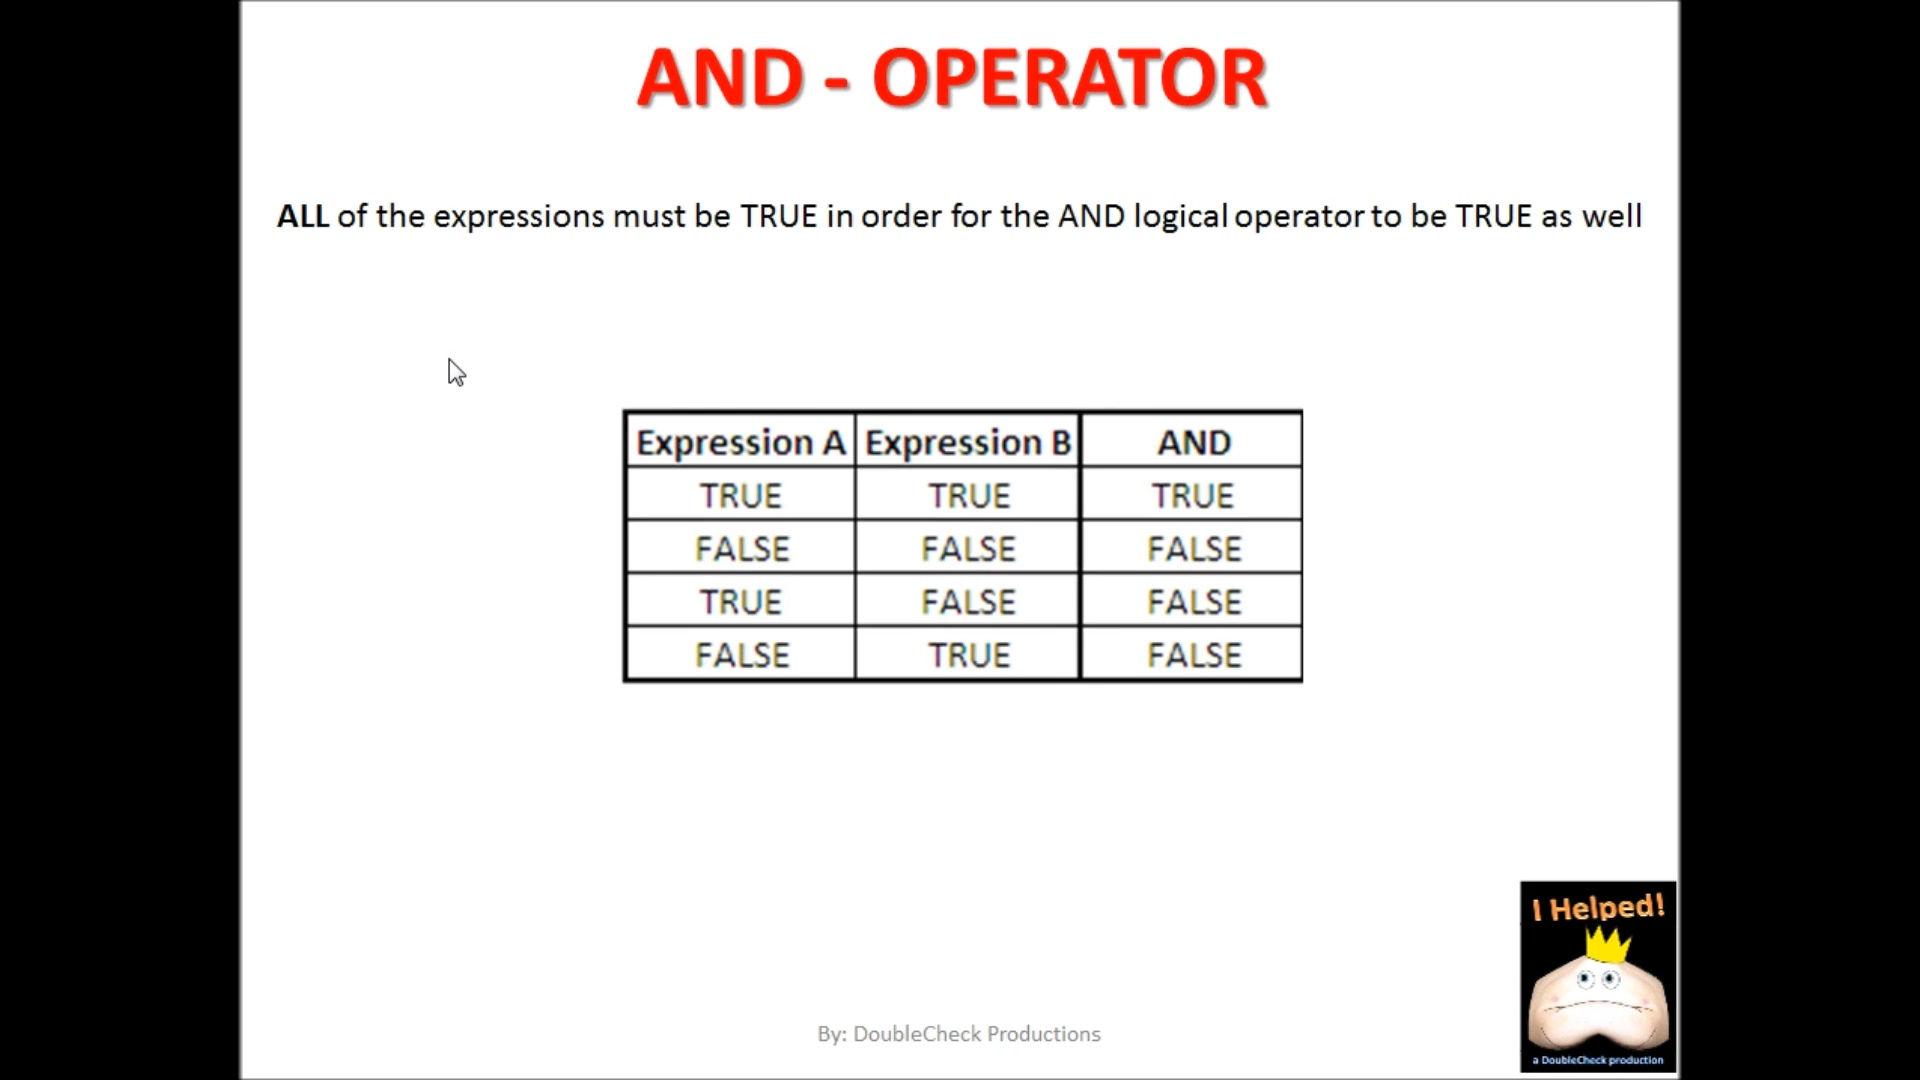 AND - OPERATOR
ALL of the expressions must be TRUE in order for the AND logical operator to be TRUE as well
Expression A Expression B AND
TRUE TRUE TRUE
FALSE FALSE FALSE
TRUE FALSE FALSE
FALSE TRUE FALSE
I Helped!
a DoubleCheck production
By: DoubleCheck Productions